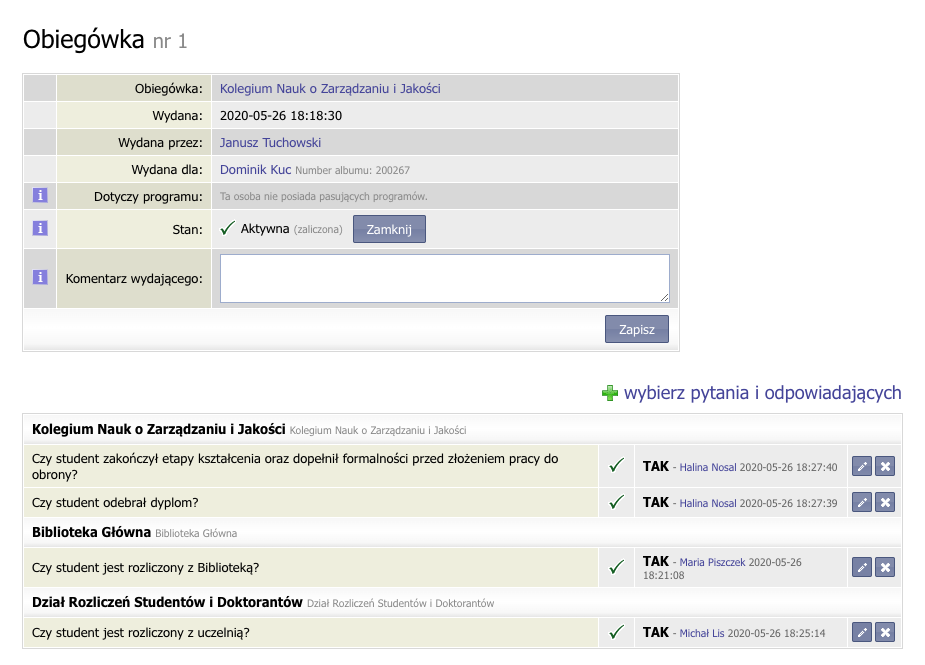 Obiegówka nr 1
Obiegówka: Kolegium Nauk o Zarządzaniu i Jakości
Wydana: 2020-05-26 18:18:30
Wydana przez: Janusz Tuchowski
Wydana dla: Dominik Kuc Number albumu: 200267
i Dotyczy programu: Ta osoba nie posiada pasujących programów.
i Stan: Aktywna (zaliczona) Zamknij
i Komentarz wydającego:
Zapisz
wybierz pytania i odpowiadających
Kolegium Nauk o Zarządzaniu i Jakości Kolegium Nauk o Zarządzaniu i Jakości
Czy student zakończył etapy kształcenia oraz dopełnił formalności przed złożeniem pracy do
obrony?
TAK - Halina Nosal 2020-05-26 18:27:40
Czy student odebrał dyplom? TAK - Halina Nosal 2020-05-26 18:27:39
Biblioteka Główna Biblioteka Główna
Czy student jest rozliczony z Biblioteką? TAK - Maria Piszczek 2020-05-26
18:21:08
Dział Rozliczeń Studentów i Doktorantów Dział Rozliczeń Studentów i Doktorantów
Czy student jest rozliczony z uczelnią? TAK - Michał Lis 2020-05-26 18:25:14